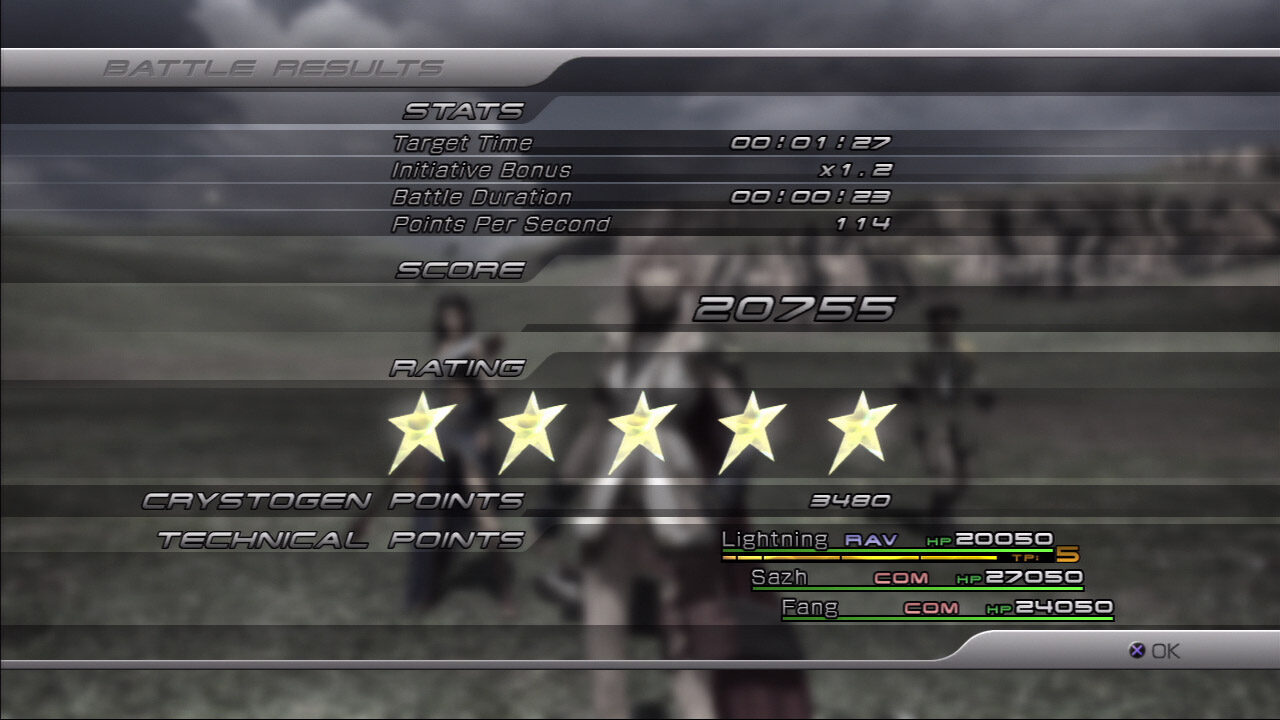 BATTLE RESULTS
STATS
Target Time 00:01:27
Initiative Bonus x1.2
Battle Duration 00:00:23
Points Per Second 114
SCORE
20755
RATING
CRYSTOGEN POINTS 3480
TECHNICAL POINTS
Lightning RAV HP 20050
TP: 5
Sazh COM HP 27050
Fang COM HP 24050
OK